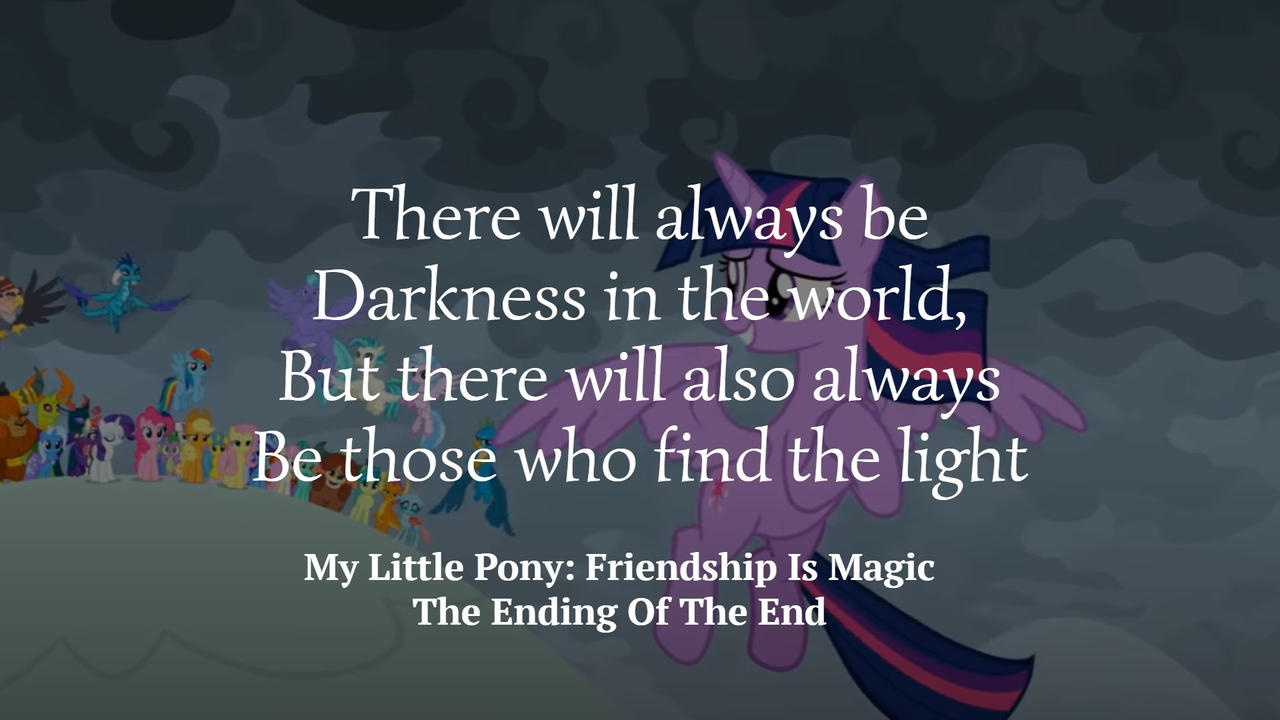 There will always be
Darkness in the world,
But there will also always
Be those who find the light
My Little Pony: Friendship Is Magic
The Ending Of The End